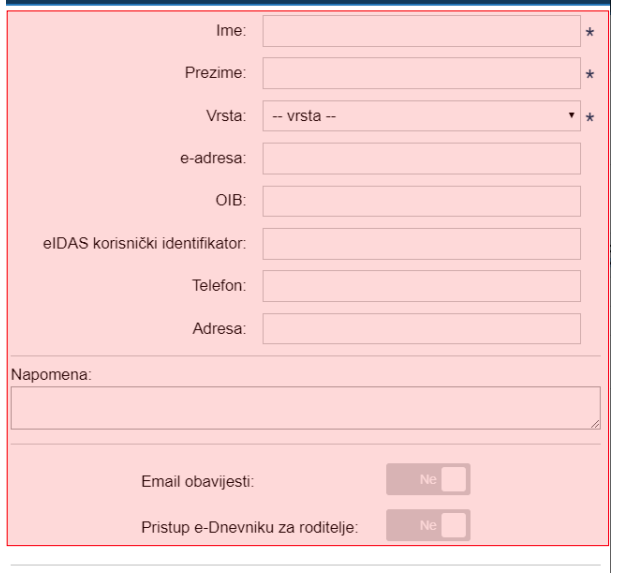 Ime: *
Prezime: *
Vrsta: -- vrsta -- *
e-adresa:
OIB:
eIDAS korisnički identifikator:
Telefon:
Adresa:
Napomena:
Email obavijesti: Ne
Pristup e-Dnevniku za roditelje: Ne